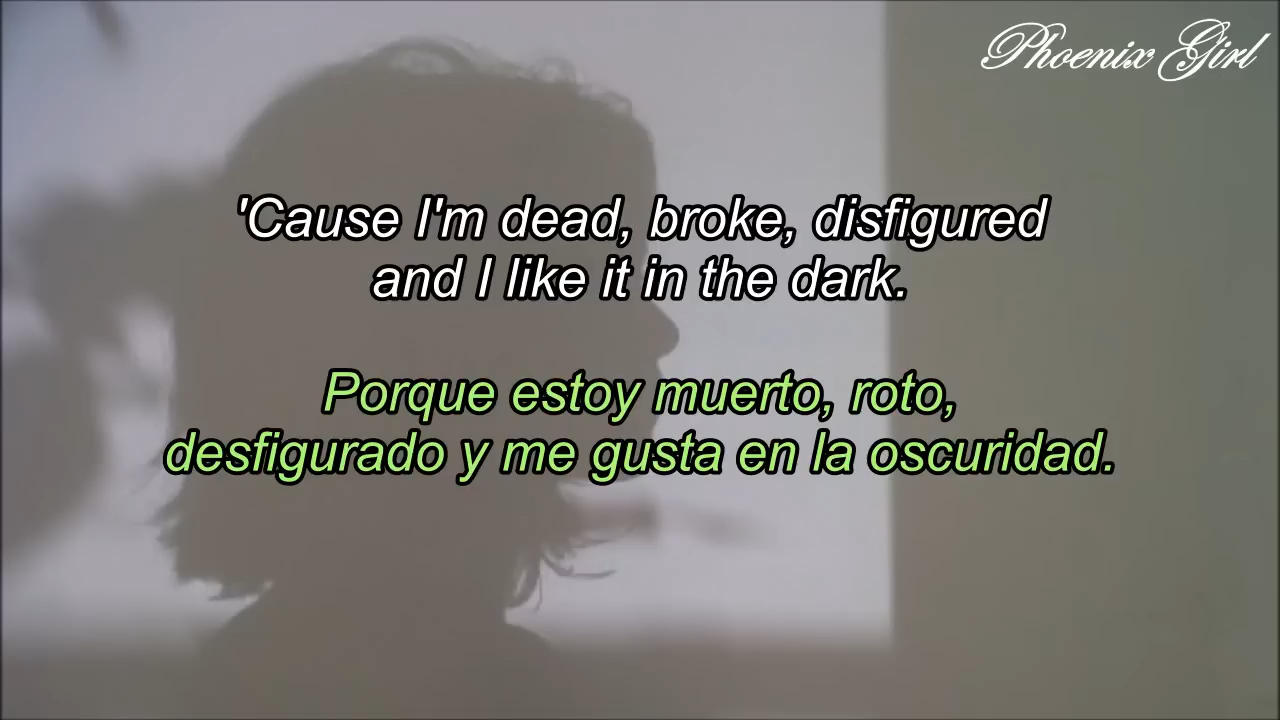 Phoenix Girl
'Cause I'm dead, broke, disfigured
and I like it in the dark.
Porque estoy muerto, roto,
desfigurado y me gusta en la oscuridad.